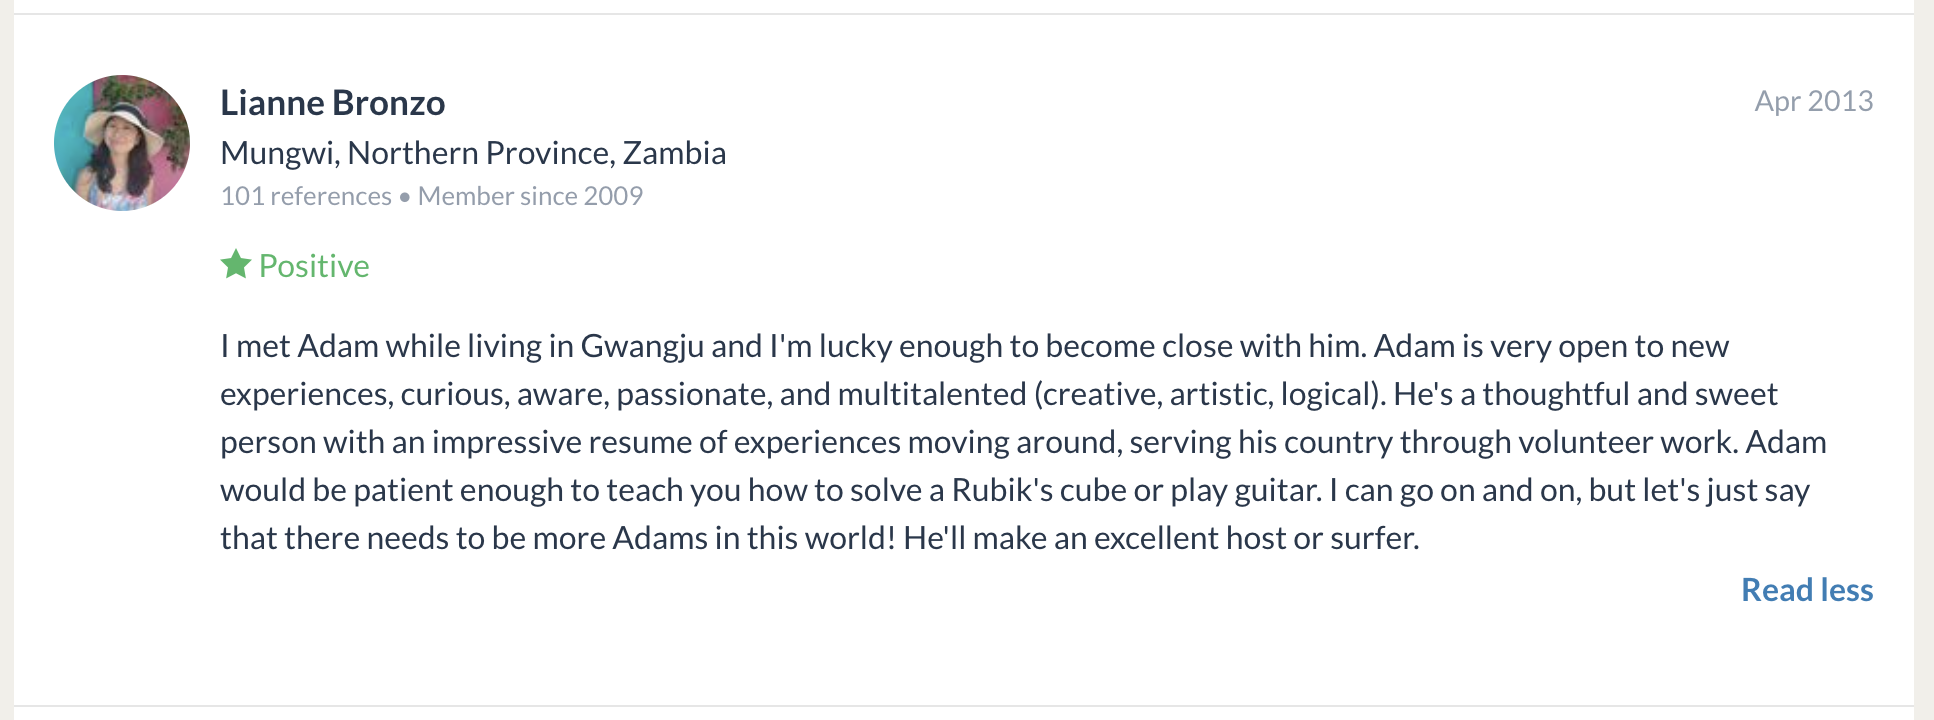 Lianne Bronzo
Apr 2013
Mungwi, Northern Province, Zambia
101 references • Member since 2009
Positive
I met Adam while living in Gwangju and I'm lucky enough to become close with him. Adam is very open to new
experiences, curious, aware, passionate, and multitalented (creative, artistic, logical). He's a thoughtful and sweet
person with an impressive resume of experiences moving around, serving his country through volunteer work. Adam
would be patient enough to teach you how to solve a Rubik's cube or play guitar. I can go on and on, but let's just say
that there needs to be more Adams in this world! He'll make an excellent host or surfer.
Read less